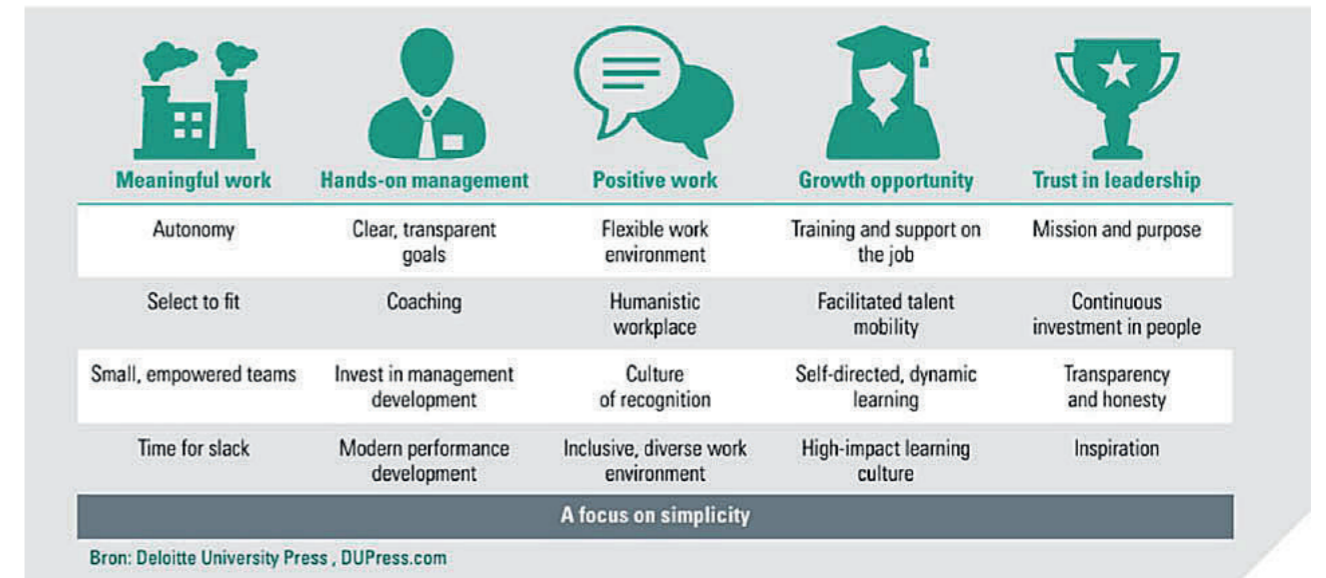 Meaningful work
Hands-on management
Positive work
Growth opportunity
Trust in leadership
Autonomy
Clear, transparent
goals
Flexible work
environment
Training and support on
the job
Mission and purpose
Select to fit
Coaching
Humanistic
workplace
Facilitated talent
mobility
Continuous
investment in people
Small, empowered teams
Invest in management
development
Culture
of recognition
Self-directed, dynamic
learning
Transparency
and honesty
Time for slack
Modern performance
development
Inclusive, diverse work
environment
High-impact learning
culture
Inspiration
A focus on simplicity
Bron: Deloitte University Press , DUPress.com